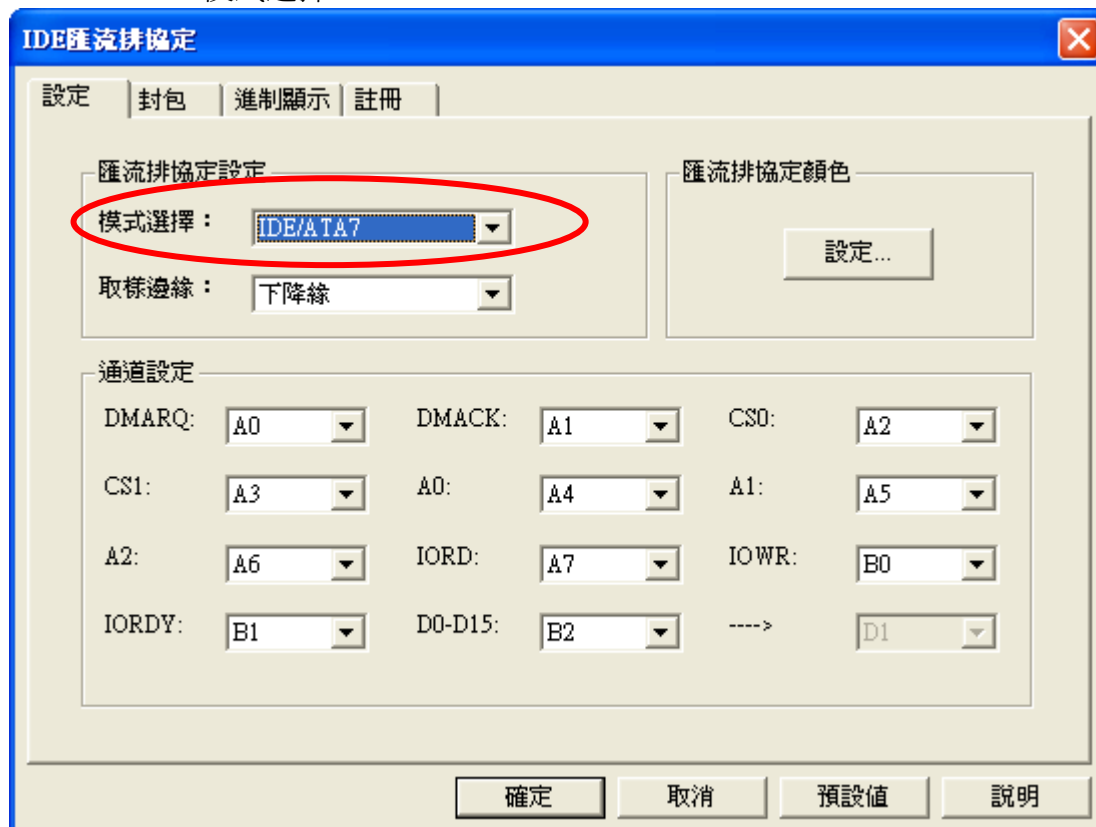 模式選擇
IDE匯流排協定
設定 封包 進制顯示 註冊
匯流排協定設定 匯流排協定顏色
模式選擇： IDE/ATA7
設定...
取樣邊緣： 下降緣
通道設定
DMARQ: A0 DMACK: A1 CS0: A2
CS1: A3 A0: A4 A1: A5
A2: A6 IORD: A7 IOWR: B0
IORDY: B1 D0-D15: B2 ----> D1
確定 取消 預設值 說明